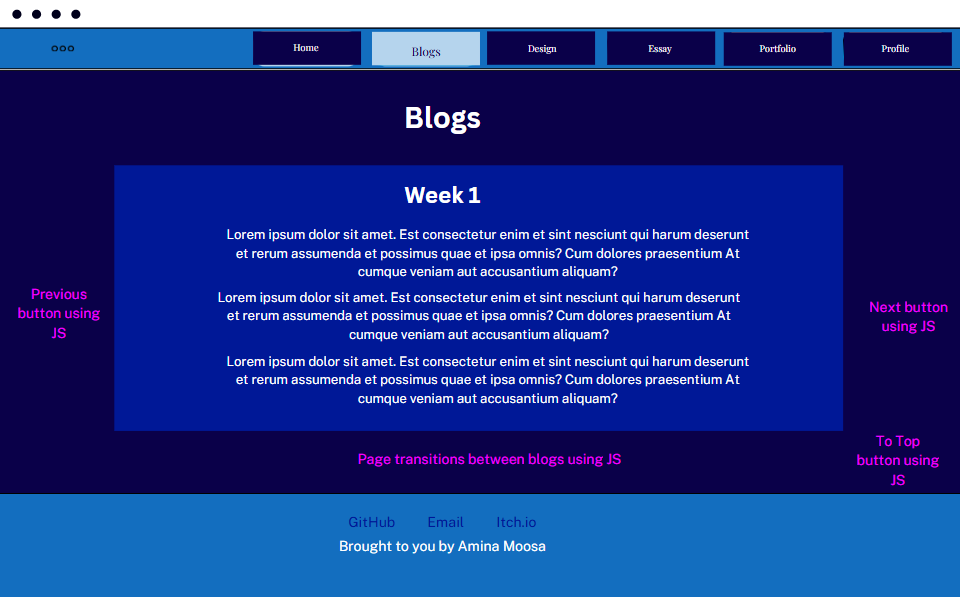 Home Blogs Design Essay Portfolio Profile
Blogs
Week 1
Lorem ipsum dolor sit amet. Est consectetur enim et sint nesciunt qui harum deserunt
et rerum assumenda et possimus quae et ipsa omnis? Cum dolores praesentium At
cumque veniam aut accusantium aliquam?
Lorem ipsum dolor sit amet. Est consectetur enim et sint nesciunt qui harum deserunt
et rerum assumenda et possimus quae et ipsa omnis? Cum dolores praesentium At
cumque veniam aut accusantium aliquam?
Lorem ipsum dolor sit amet. Est consectetur enim et sint nesciunt qui harum deserunt
et rerum assumenda et possimus quae et ipsa omnis? Cum dolores praesentium At
cumque veniam aut accusantium aliquam?
Previous
button using
JS
Next button
using JS
Page transitions between blogs using JS
To Top
button using
JS
GitHub Email Itch.io
Brought to you by Amina Moosa